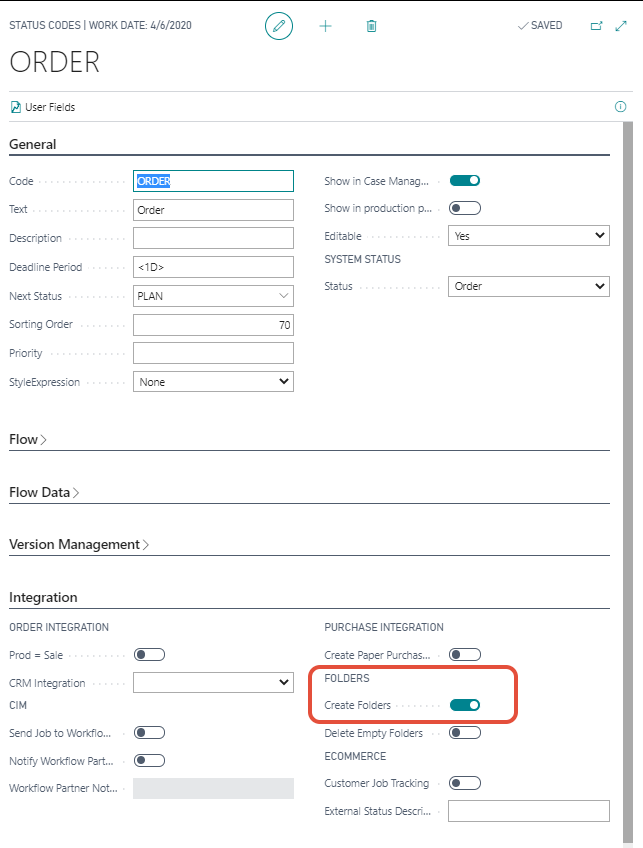 STATUS CODES | WORK DATE: 4/6/2020
SAVED
ORDER
User Fields
General
Code
ORDER
Text
Order
Description
Deadline Period
<1D>
Next Status
PLAN
Sorting Order
70
Priority
StyleExpression
None
Show in Case Manag...
Show in production p...
Editable
Yes
SYSTEM STATUS
Status
Order
Flow
Flow Data
Version Management
Integration
ORDER INTEGRATION
Prod = Sale
CRM Integration
CIM
Send Job to Workflo...
Notify Workflow Part...
Workflow Partner Not...
PURCHASE INTEGRATION
Create Paper Purchas...
FOLDERS
Create Folders
Delete Empty Folders
ECOMMERCE
Customer Job Tracking
External Status Descri...